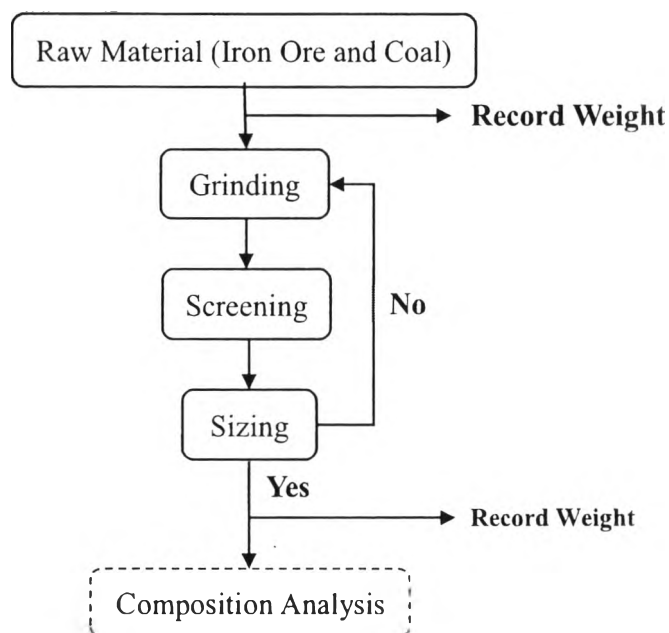 Raw Material (Iron Ore and Coal)
Record Weight
Grinding
Screening
No
Sizing
Yes
Record Weight
Composition Analysis